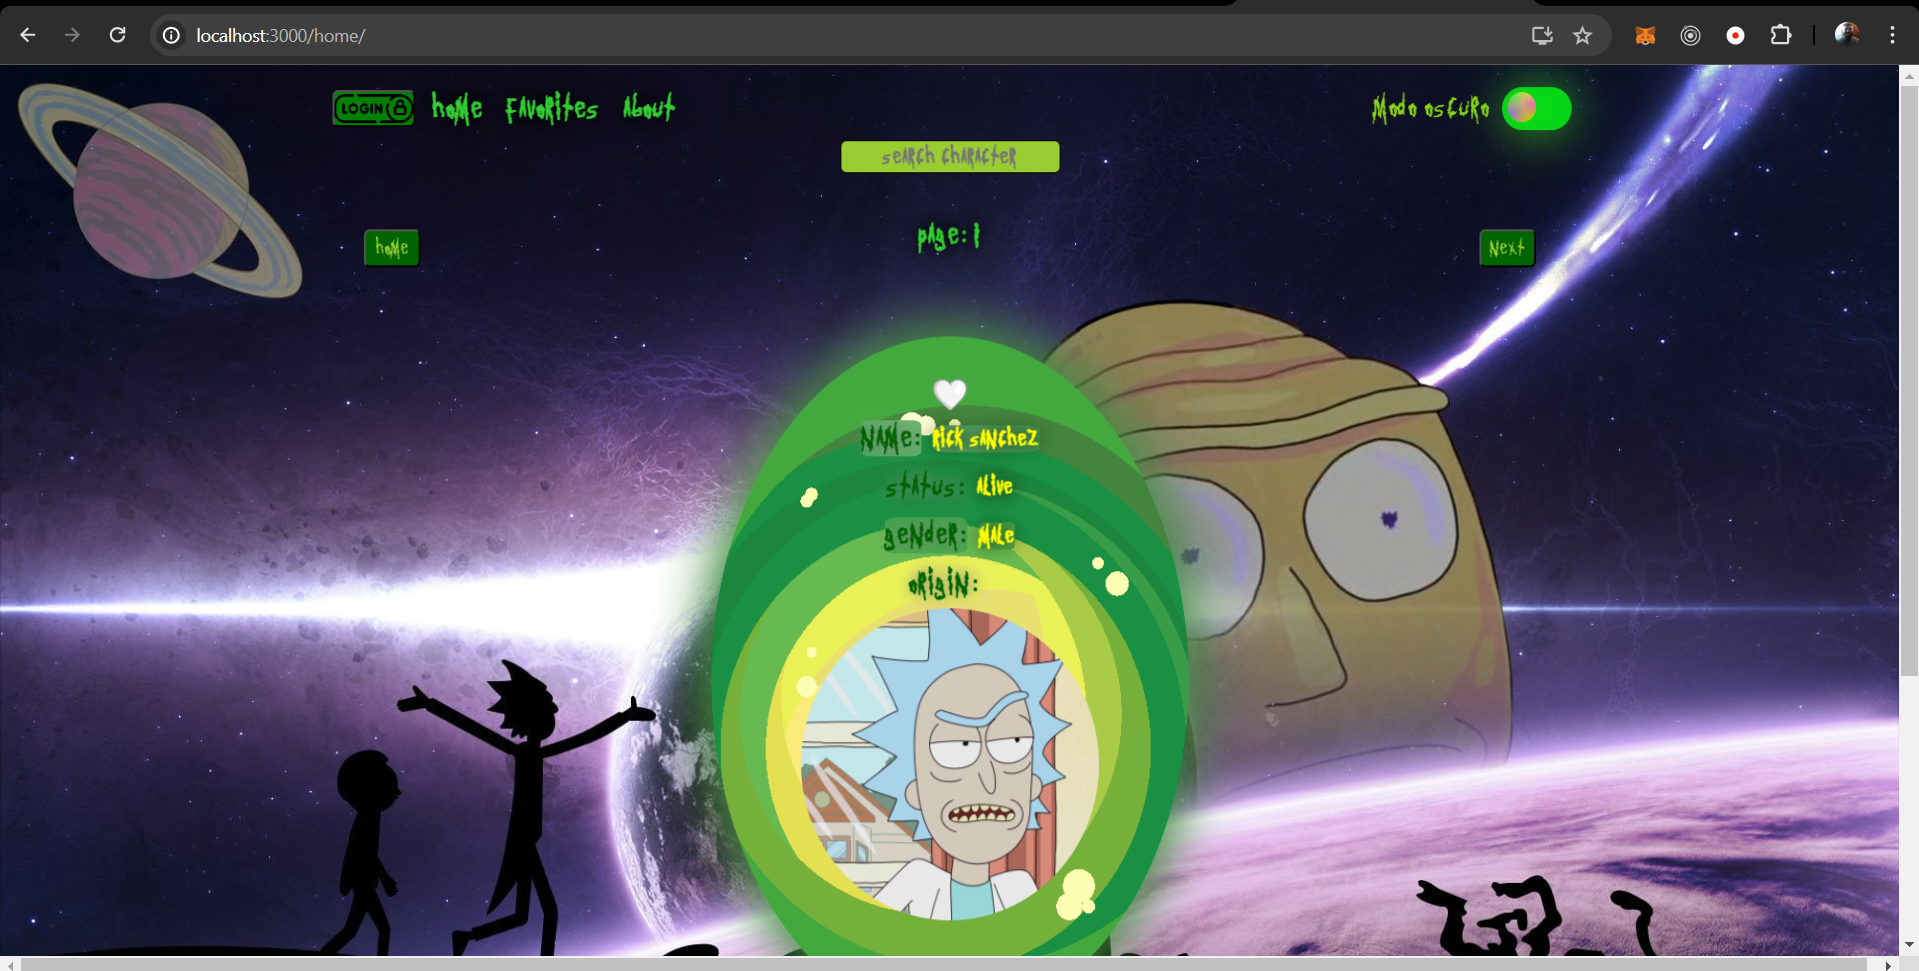 localhost:3000/home/
LOGIN home Favorites About Modo oscuro
search character
page: 1
home Next
Name: Rick Sanchez
status: Alive
gender: Male
origin: